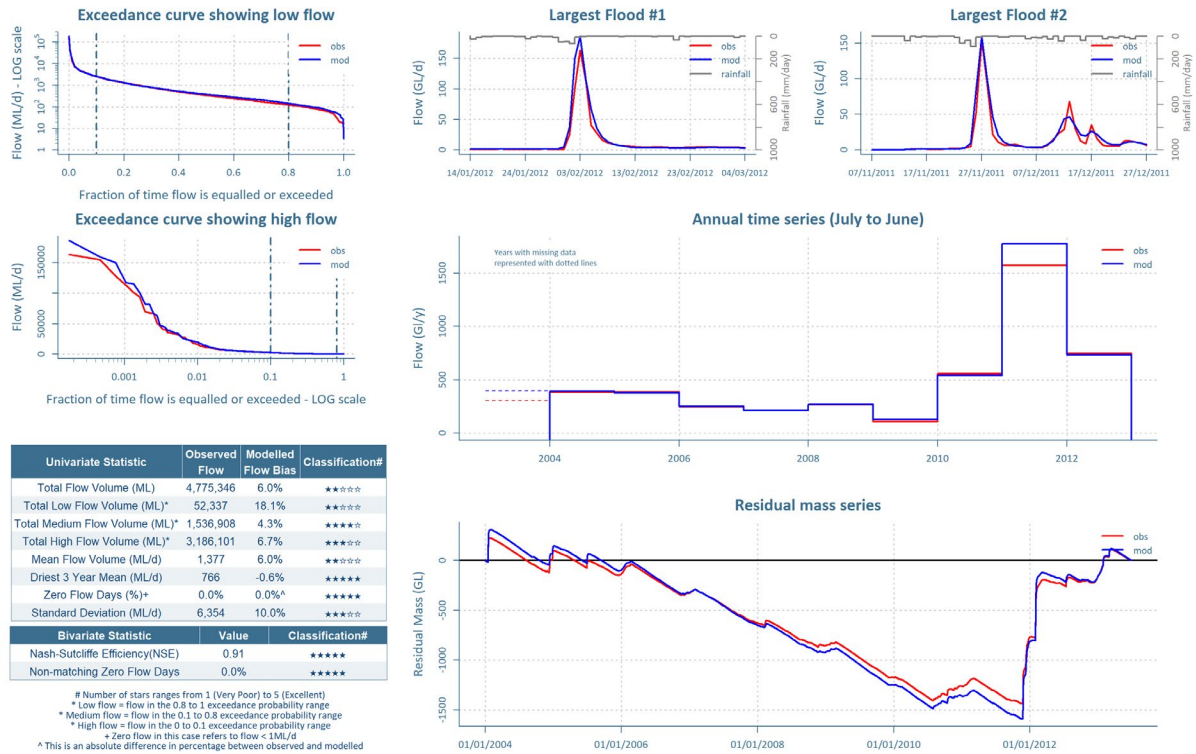 Exceedance curve showing low flow
Flow (ML/d) - LOG scale
10⁵
10⁴
10³
10²
10
1
obs
mod
0.0 0.2 0.4 0.6 0.8 1.0
Fraction of time flow is equalled or exceeded
Largest Flood #1
Flow (GL/d)
150
100
50
0
obs
mod
rainfall
0
200
600
1000
Rainfall (mm/day)
14/01/2012 24/01/2012 03/02/2012 13/02/2012 23/02/2012 04/03/2012
Largest Flood #2
Flow (GL/d)
150
100
50
0
obs
mod
rainfall
0
200
600
1000
Rainfall (mm/day)
07/11/2011 17/11/2011 27/11/2011 07/12/2011 17/12/2011 27/12/2011
Exceedance curve showing high flow
Flow (ML/d)
150000
50000
0
obs
mod
0.001 0.01 0.1 1
Fraction of time flow is equalled or exceeded - LOG scale
Annual time series (July to June)
Years with missing data
represented with dotted lines
Flow (Gl/y)
1500
1000
500
0
obs
mod
2004 2006 2008 2010 2012
Univariate Statistic Observed Flow Modelled Flow Bias Classification#
Total Flow Volume (ML) 4,775,346 6.0% ★★☆☆☆
Total Low Flow Volume (ML)* 52,337 18.1% ★★☆☆☆
Total Medium Flow Volume (ML)* 1,536,908 4.3% ★★★★☆
Total High Flow Volume (ML)* 3,186,101 6.7% ★★★☆☆
Mean Flow Volume (ML/d) 1,377 6.0% ★★☆☆☆
Driest 3 Year Mean (ML/d) 766 -0.6% ★★★★★
Zero Flow Days (%)+ 0.0% 0.0%^ ★★★★★
Standard Deviation (ML/d) 6,354 10.0% ★★★☆☆
Bivariate Statistic Value Classification#
Nash-Sutcliffe Efficiency(NSE) 0.91 ★★★★★
Non-matching Zero Flow Days 0.0% ★★★★★
# Number of stars ranges from 1 (Very Poor) to 5 (Excellent)
* Low flow = flow in the 0.8 to 1 exceedance probability range
* Medium flow = flow in the 0.1 to 0.8 exceedance probability range
* High flow = flow in the 0 to 0.1 exceedance probability range
+ Zero flow in this case refers to flow < 1ML/d
^ This is an absolute difference in percentage between observed and modelled
Residual mass series
Residual Mass (GL)
0
-500
-1000
-1500
obs
mod
01/01/2004 01/01/2006 01/01/2008 01/01/2010 01/01/2012